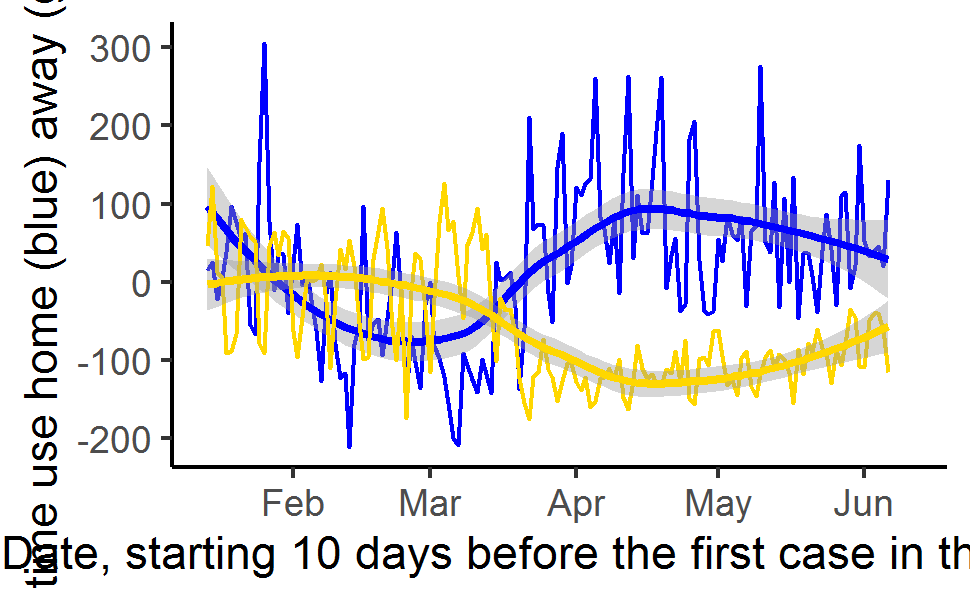 time use home (blue) away (
300
200
100
0
-100
-200
Feb Mar Apr May Jun
Date, starting 10 days before the first case in th